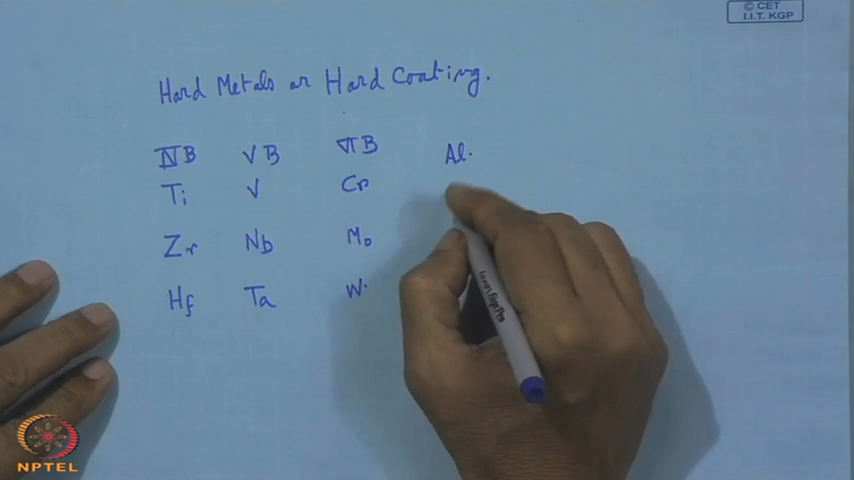 © CET
I.I.T. KGP
Hard Metals or Hard Coating.
IVB VB VIB Al.
Ti V Cr
Zr Nb Mo
Hf Ta W.
NPTEL